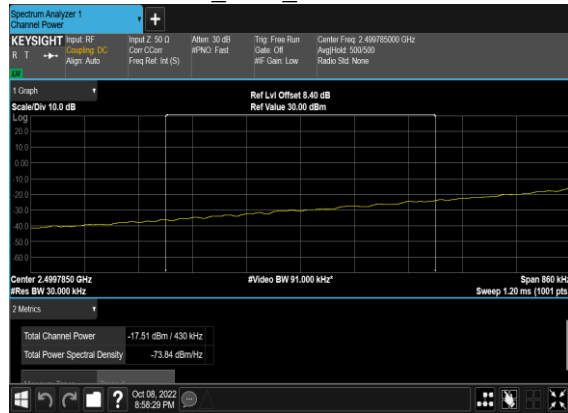 Spectrum Analyzer 1
Channel Power
+
KEYSIGHT Input: RF Input Z: 50 Ω Atten: 30 dB Trig: Free Run Center Freq: 2.499785000 GHz
R T Coupling: DC Corr CCorr #PNO: Fast Gate: Off Avg|Hold: 500/500
Align: Auto Freq Ref: Int (S) #IF Gain: Low Radio Std: None
1 Graph
Ref Lvl Offset 8.40 dB
Scale/Div 10.0 dB Ref Value 30.00 dBm
Log
20.0
10.0
0.00
-10.0
-20.0
-30.0
-40.0
-50.0
-60.0
Center 2.4997850 GHz #Video BW 91.000 kHz* Span 860 kHz
#Res BW 30.000 kHz Sweep 1.20 ms (1001 pts
2 Metrics
Total Channel Power -17.51 dBm / 430 kHz
Total Power Spectral Density -73.84 dBm/Hz
?
Oct 08, 2022
8:58:29 PM